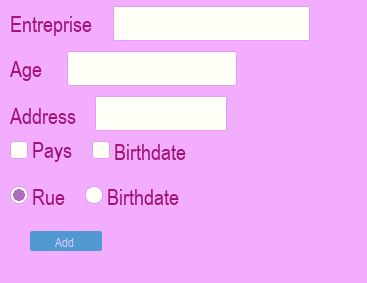 Entreprise
Age
Address
Pays Birthdate
Rue Birthdate
Add